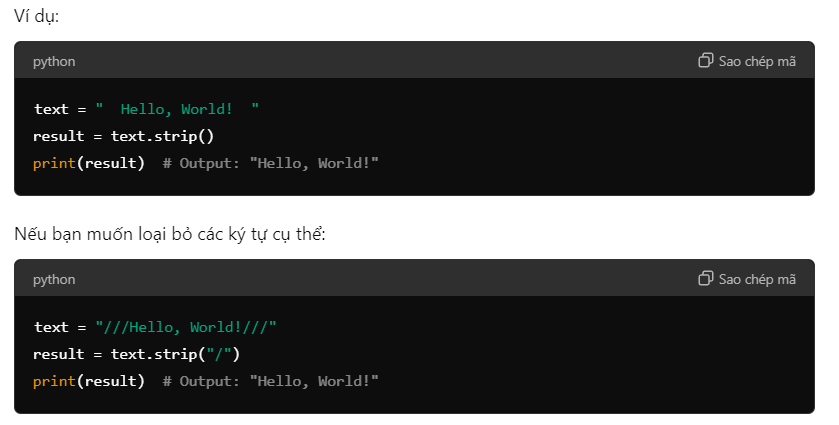 Ví dụ:
python
Sao chép mã
text = "  Hello, World!  "
result = text.strip()
print(result)  # Output: "Hello, World!"
Nếu bạn muốn loại bỏ các ký tự cụ thể:
python
Sao chép mã
text = "///Hello, World!///"
result = text.strip("/")
print(result)  # Output: "Hello, World!"